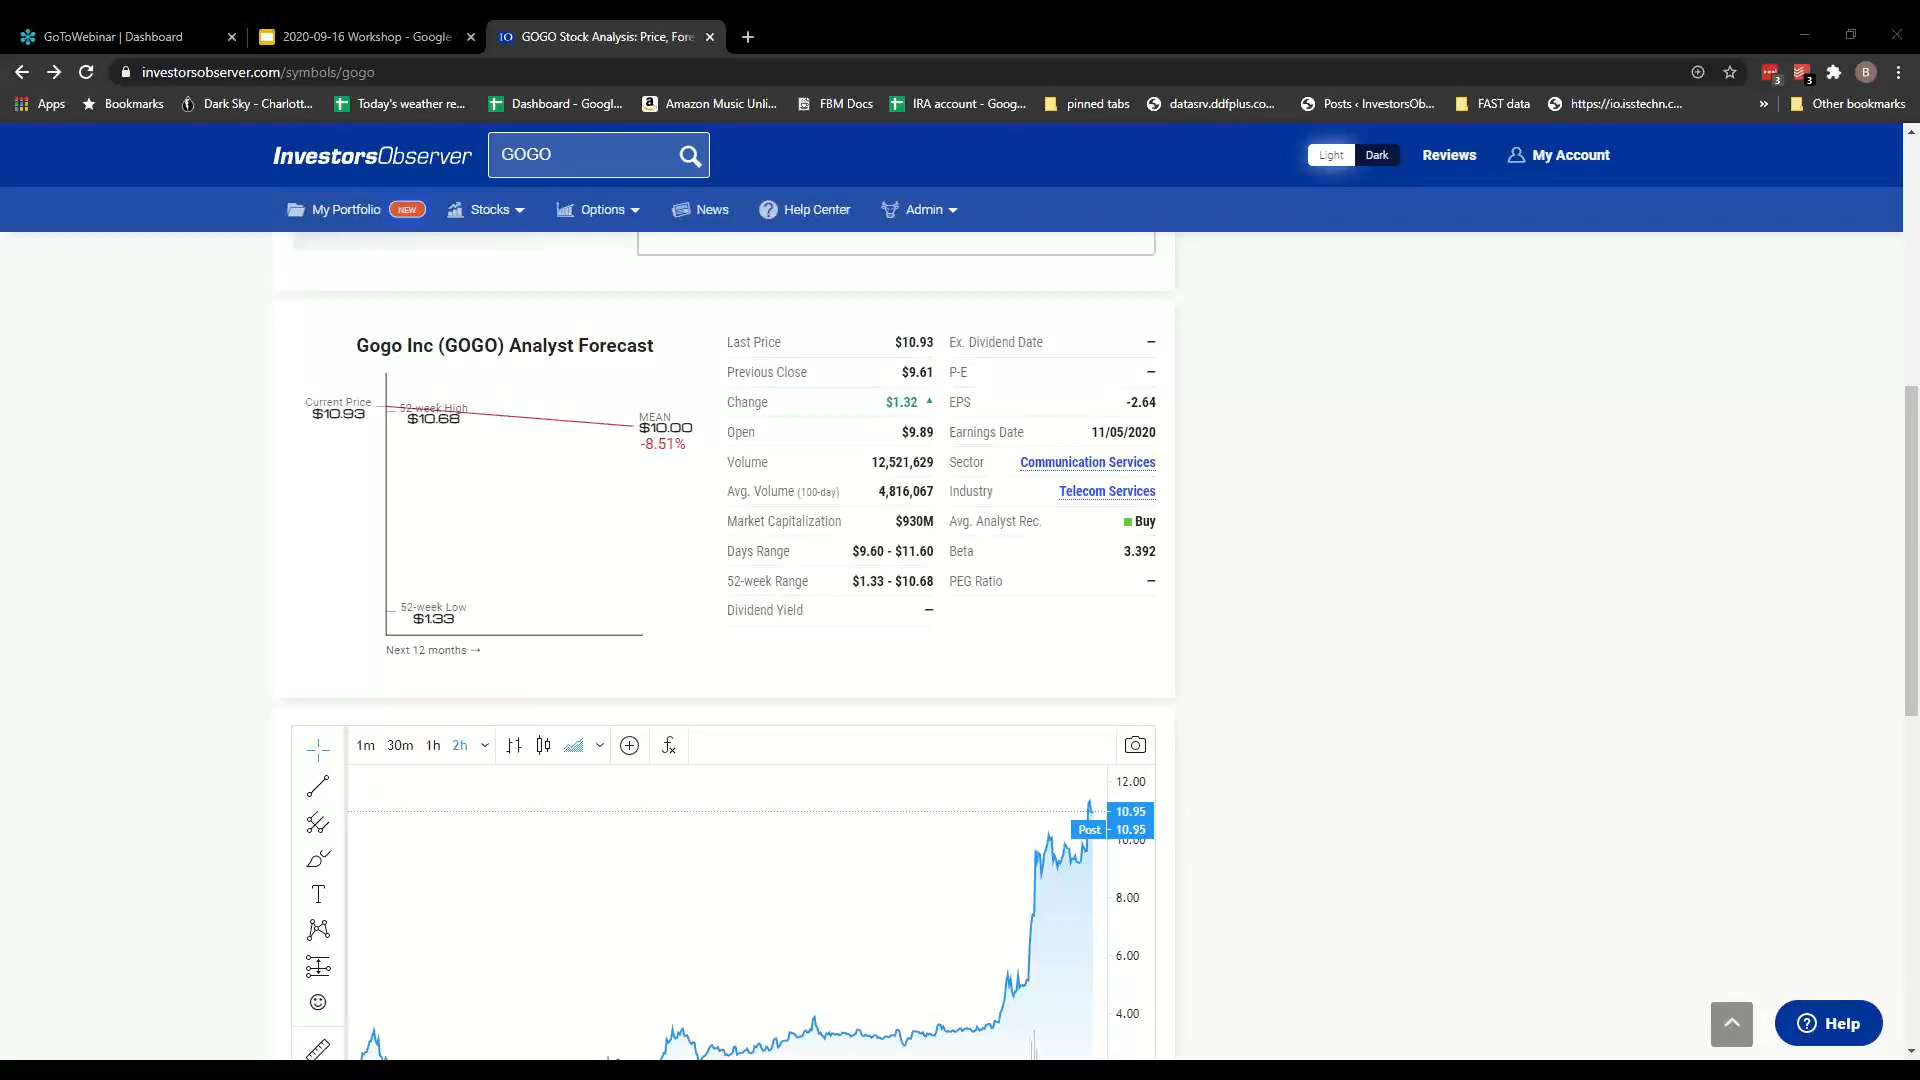 GoToWebinar | Dashboard
2020-09-16 Workshop - Google
IO GOGO Stock Analysis: Price, Fore
investorsobserver.com/symbols/gogo
3 3 B
Apps Bookmarks Dark Sky - Charlott... Today's weather re... Dashboard - Googl... Amazon Music Unli... FBM Docs IRA account - Goog... pinned tabs datasrv.ddfplus.co... Posts ‹ InvestorsOb... FAST data https://io.isstechn.c... » Other bookmarks
InvestorsObserver GOGO Light Dark Reviews My Account
My Portfolio NEW Stocks Options News Help Center Admin
Gogo Inc (GOGO) Analyst Forecast
Current Price
$10.93
52-week High
$10.68
MEAN
$10.00
-8.51%
52-week Low
$1.33
Next 12 months →
Last Price $10.93
Previous Close $9.61
Change $1.32
Open $9.89
Volume 12,521,629
Avg. Volume (100-day) 4,816,067
Market Capitalization $930M
Days Range $9.60 - $11.60
52-week Range $1.33 - $10.68
Dividend Yield –
Ex. Dividend Date –
P-E –
EPS -2.64
Earnings Date 11/05/2020
Sector Communication Services
Industry Telecom Services
Avg. Analyst Rec. Buy
Beta 3.392
PEG Ratio –
1m 30m 1h 2h
12.00
10.95
Post 10.95
10.00
8.00
6.00
4.00
T
Help